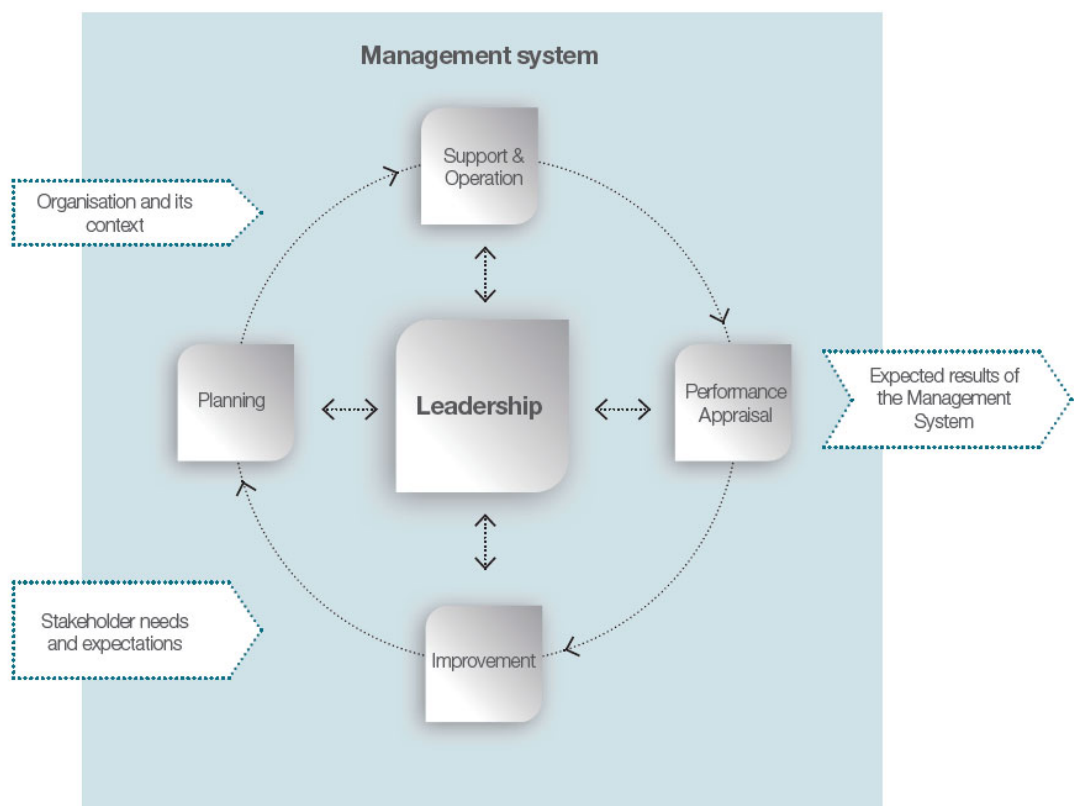 Management system
Support &
Operation
Organisation and its
context
Planning
Leadership
Performance
Appraisal
Expected results of
the Management
System
Stakeholder needs
and expectations
Improvement